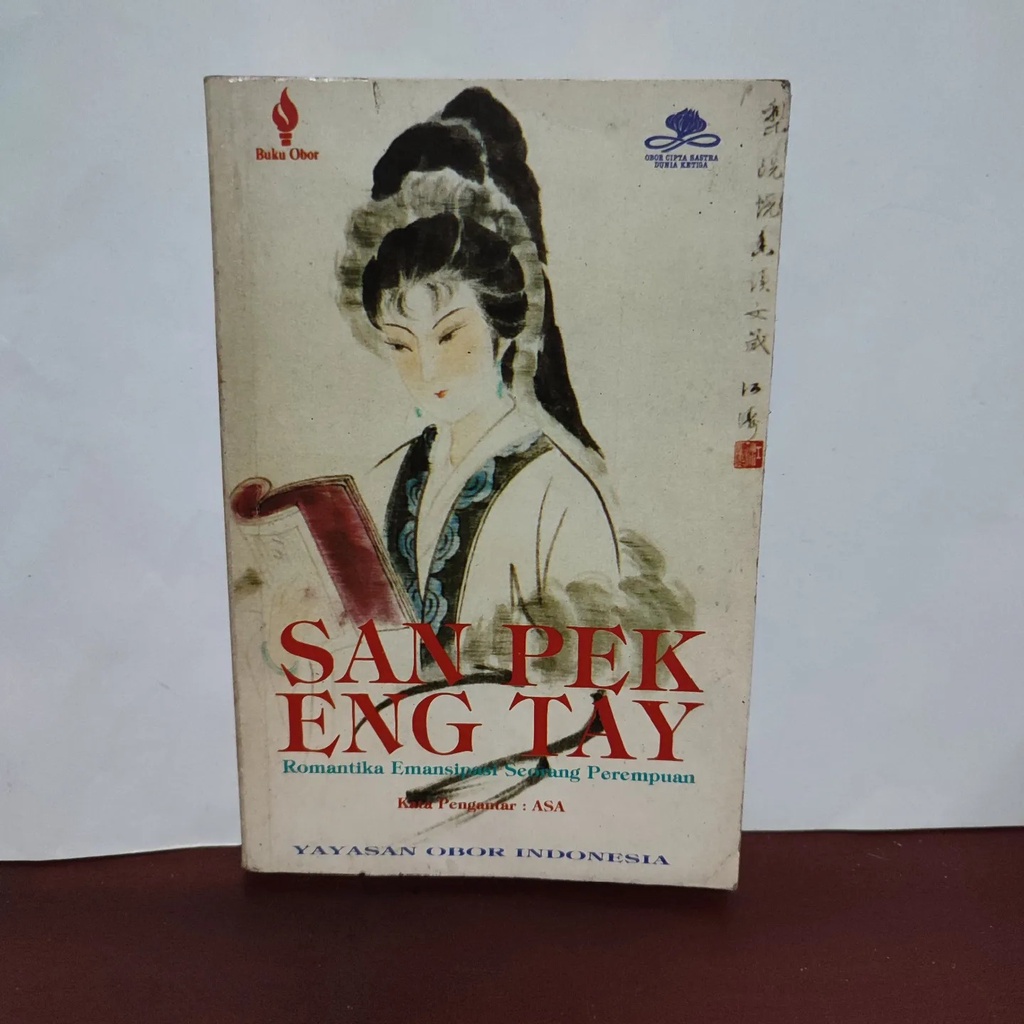 Buku Obor
OBOR CIPTA SASTRA
DUNIA KETIGA
SAN PEK
ENG TAY
Romantika Emansipasi Seorang Perempuan
Kata Pengantar : ASA
YAYASAN OBOR INDONESIA